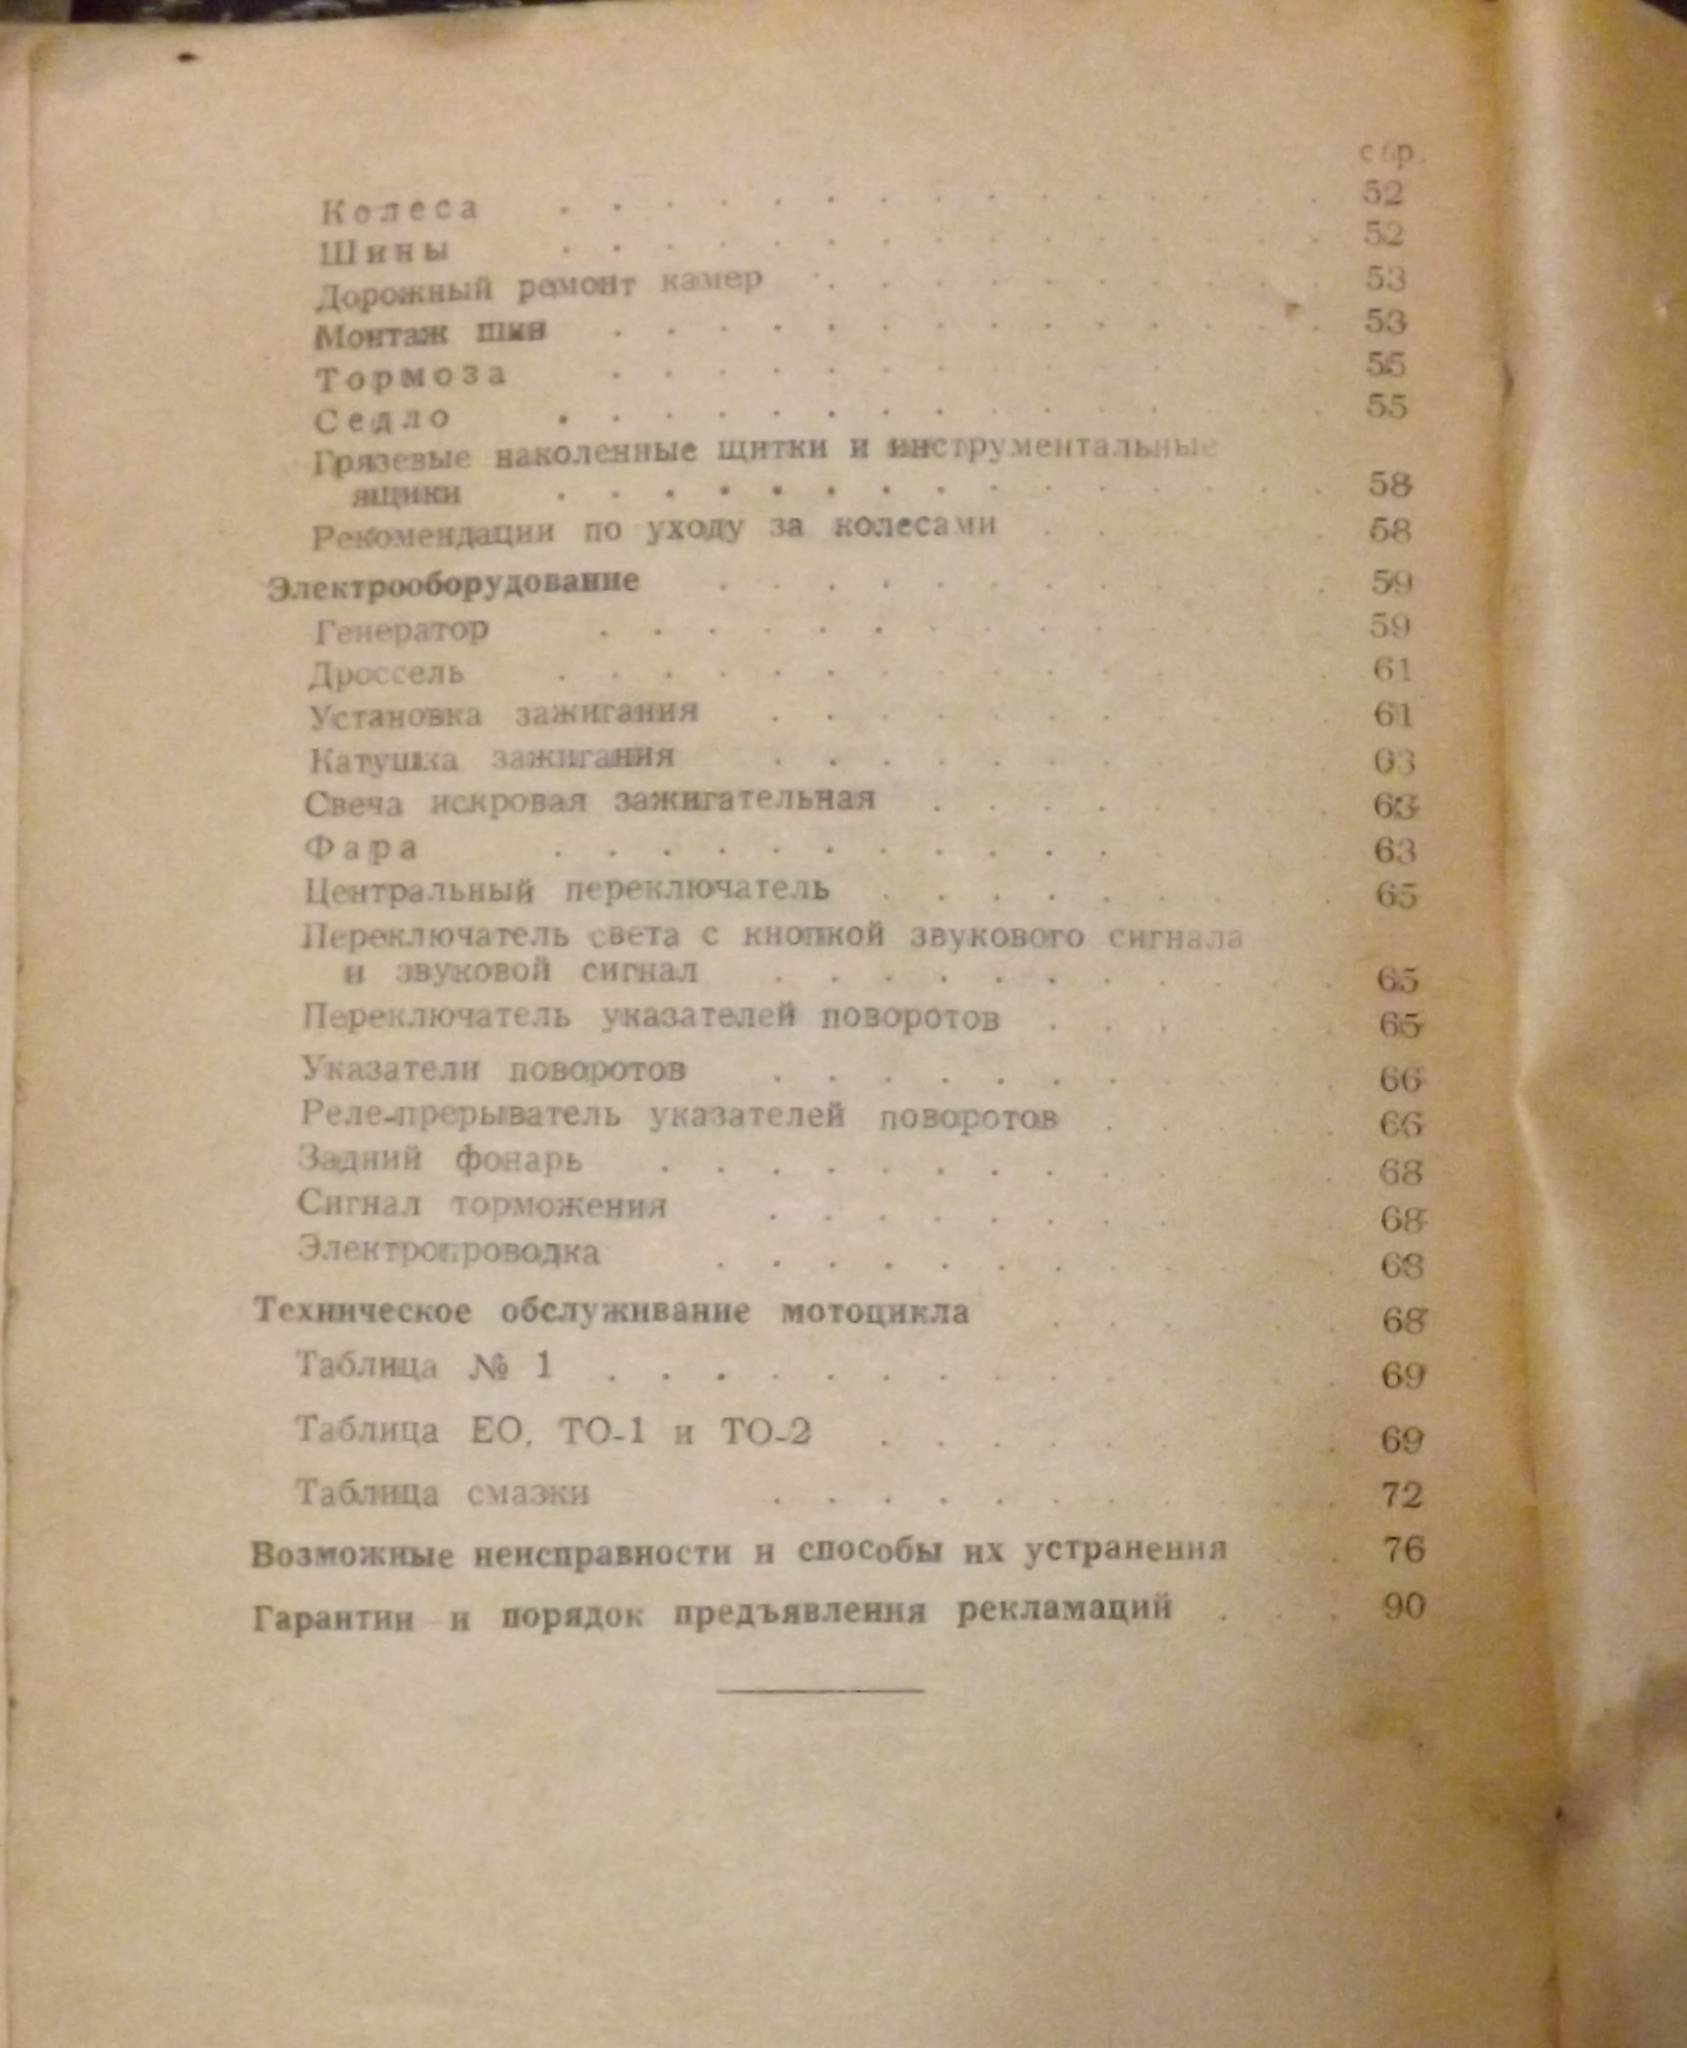 стр.
Колеса . . . . . . . . . . . . . . . 52
Шины . . . . . . . . . . . . . . . 52
Дорожный ремонт камер . . . . . . . . . . 53
Монтаж шин . . . . . . . . . . . . . . 53
Тормоза . . . . . . . . . . . . . . 55
Седло . . . . . . . . . . . . . . . 55
Грязевые наколенные щитки и инструментальные
ящики . . . . . . . . . . . . . . . 58
Рекомендации по уходу за колесами . . . . . . 58
Электрооборудование . . . . . . . . . . . . 59
Генератор . . . . . . . . . . . . . . 59
Дроссель . . . . . . . . . . . . . . . 61
Установка зажигания . . . . . . . . . . . 61
Катушка зажигания . . . . . . . . . . . 63
Свеча искровая зажигательная . . . . . . . . 63
Фара . . . . . . . . . . . . . . . 63
Центральный переключатель . . . . . . . . . 65
Переключатель света с кнопкой звукового сигнала
и звуковой сигнал . . . . . . . . . . . 65
Переключатель указателей поворотов . . . . . . 65
Указатели поворотов . . . . . . . . . . . 66
Реле-прерыватель указателей поворотов . . . . . 66
Задний фонарь . . . . . . . . . . . . . 68
Сигнал торможения . . . . . . . . . . . 68
Электропроводка . . . . . . . . . . . . 68
Техническое обслуживание мотоцикла . . . . . . 68
Таблица № 1 . . . . . . . . . . . . . . 69
Таблица ЕО, ТО-1 и ТО-2 . . . . . . . . . 69
Таблица смазки . . . . . . . . . . . 72
Возможные неисправности и способы их устранения . . 76
Гарантии и порядок предъявления рекламаций . . . 90